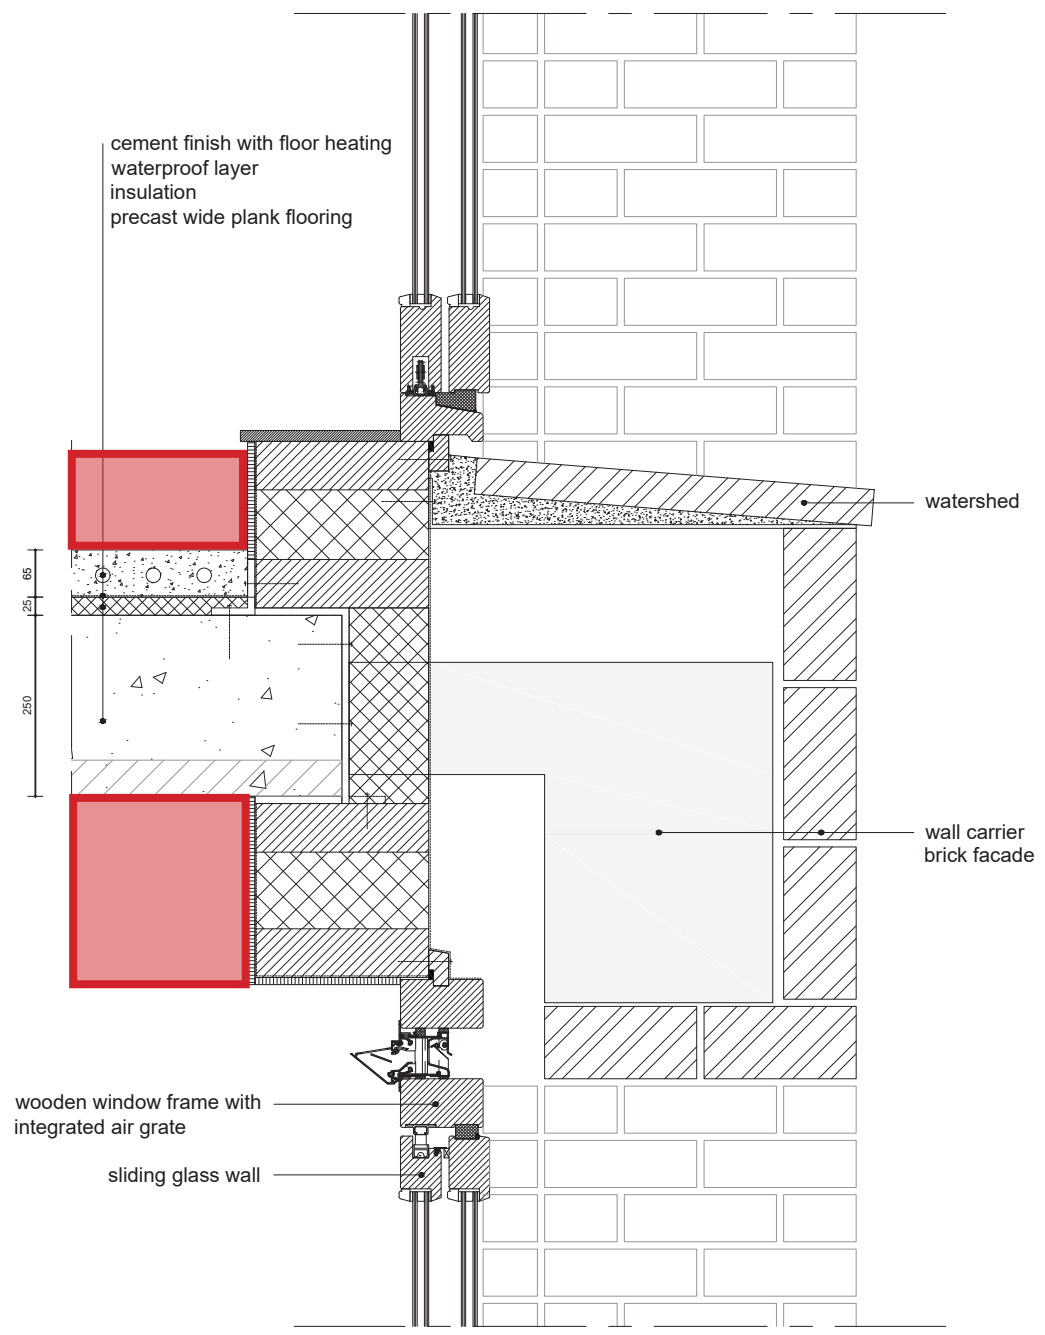 cement finish with floor heating
waterproof layer
insulation
precast wide plank flooring
watershed
65
25
250
wall carrier
brick facade
wooden window frame with
integrated air grate
sliding glass wall